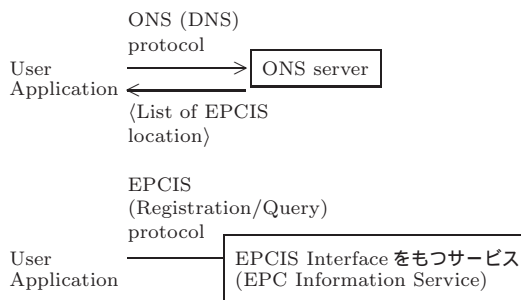 ONS (DNS)
protocol
User
Application
ONS server
⟨List of EPCIS
location⟩
EPCIS
(Registration/Query)
protocol
User
Application
EPCIS Interface をもつサービス
(EPC Information Service)